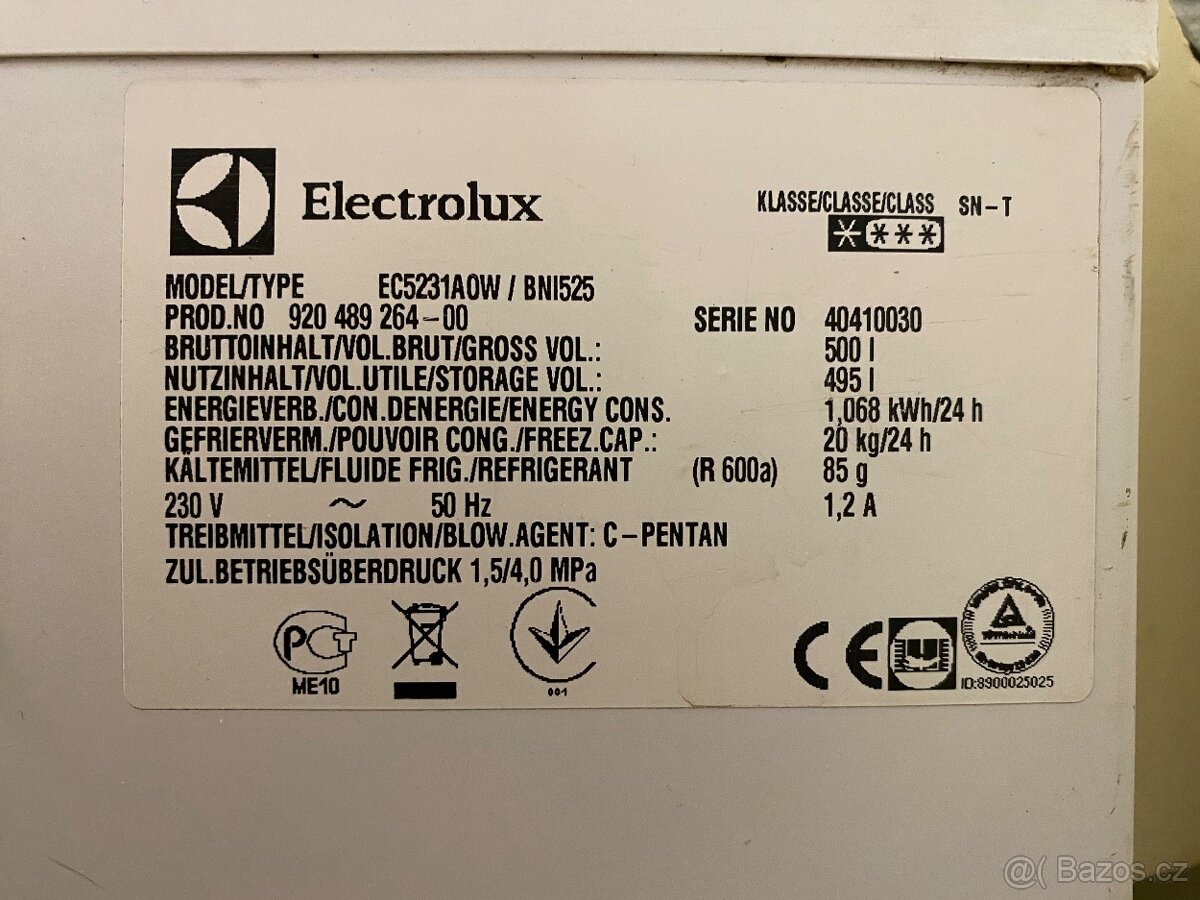 Electrolux
KLASSE/CLASSE/CLASS SN-T
MODEL/TYPE EC5231AOW / BNI525
PROD.NO 920 489 264-00 SERIE NO 40410030
BRUTTOINHALT/VOL.BRUT/GROSS VOL.: 500 l
NUTZINHALT/VOL.UTILE/STORAGE VOL.: 495 l
ENERGIEVERB./CON.DENERGIE/ENERGY CONS. 1,068 kWh/24 h
GEFRIERVERM./POUVOIR CONG./FREEZ.CAP.: 20 kg/24 h
KÄLTEMITTEL/FLUIDE FRIG./REFRIGERANT (R 600a) 85 g
230 V ~ 50 Hz 1,2 A
TREIBMITTEL/ISOLATION/BLOW.AGENT: C-PENTAN
ZUL.BETRIEBSÜBERDRUCK 1,5/4,0 MPa
PCT
ME10
001
CE
ID:8900025025
@( Bazos.cz